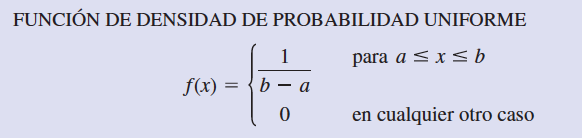 FUNCIÓN DE DENSIDAD DE PROBABILIDAD UNIFORME
f(x) = { 1 / (b − a) para a ≤ x ≤ b
0 en cualquier otro caso